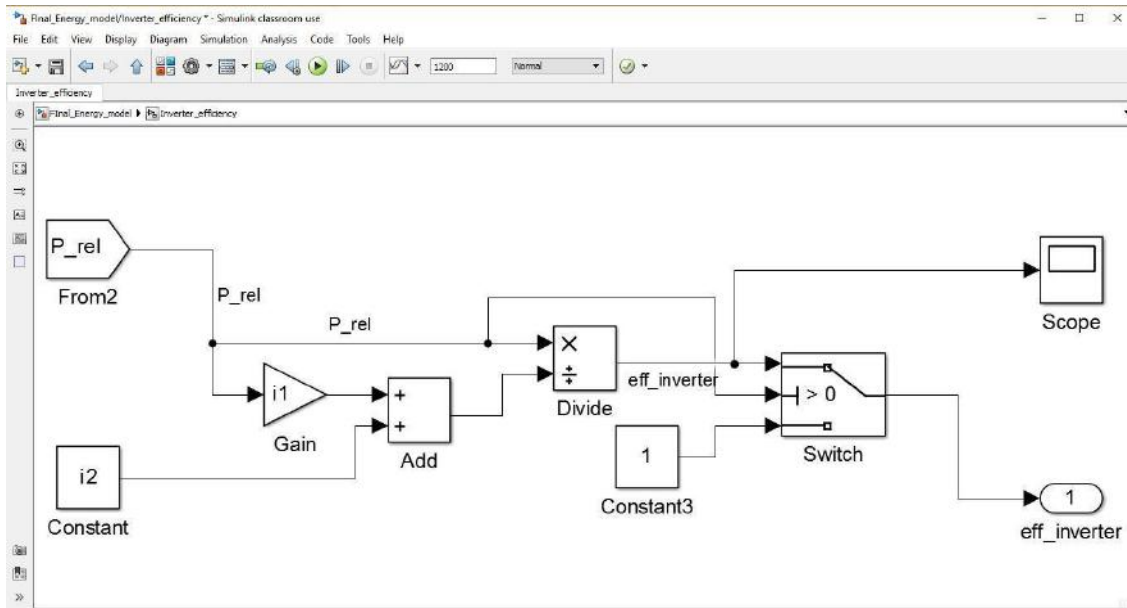 FInal_Energy_model/Inverter_efficiency * - Simulink classroom use
File Edit View Display Diagram Simulation Analysis Code Tools Help
1200 Normal
Inverter_efficiency
FInal_Energy_model Inverter_efficiency
P_rel
From2
P_rel
P_rel
i1
Gain
i2
Constant
+
+
Add
×
÷
Divide
eff_inverter
1
Constant3
> 0
Switch
Scope
1
eff_inverter